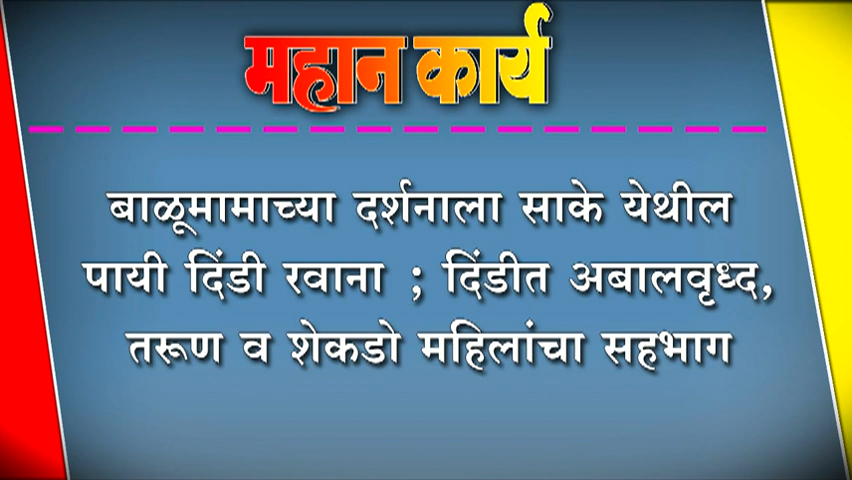 महान कार्य
बाळूमामाच्या दर्शनाला साके येथील
पायी दिंडी रवाना ; दिंडीत अबालवृध्द,
तरूण व शेकडो महिलांचा सहभाग